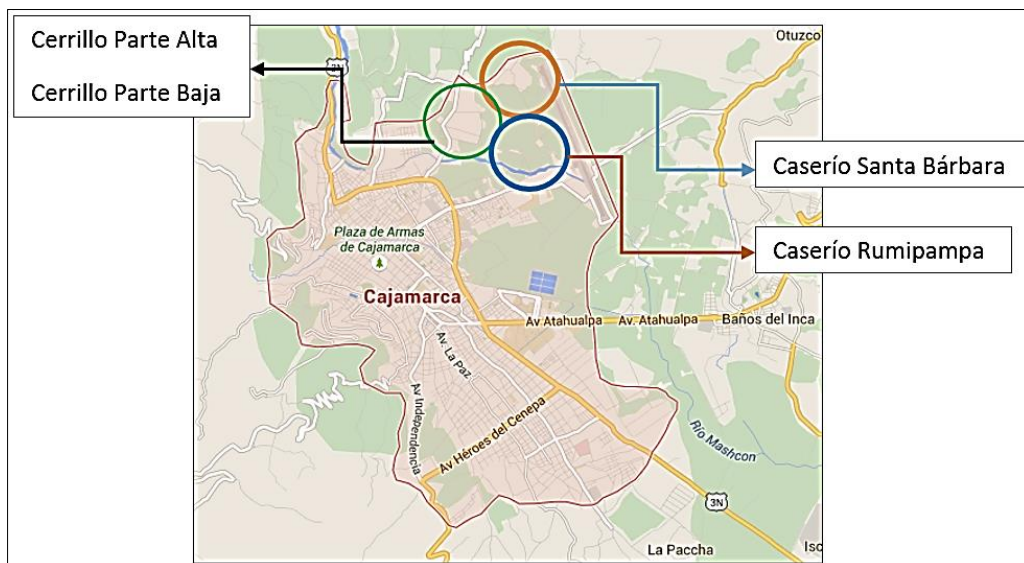 Cerrillo Parte Alta
Cerrillo Parte Baja
3N
Otuzco
Caserío Santa Bárbara
Caserío Rumipampa
Plaza de Armas
de Cajamarca
Cajamarca
Av Atahualpa
Av. Atahualpa
Baños del Inca
Av. La Paz
Av Independencia
Av Héroes del Cenepa
Río Mashcon
3N
La Paccha
Isc